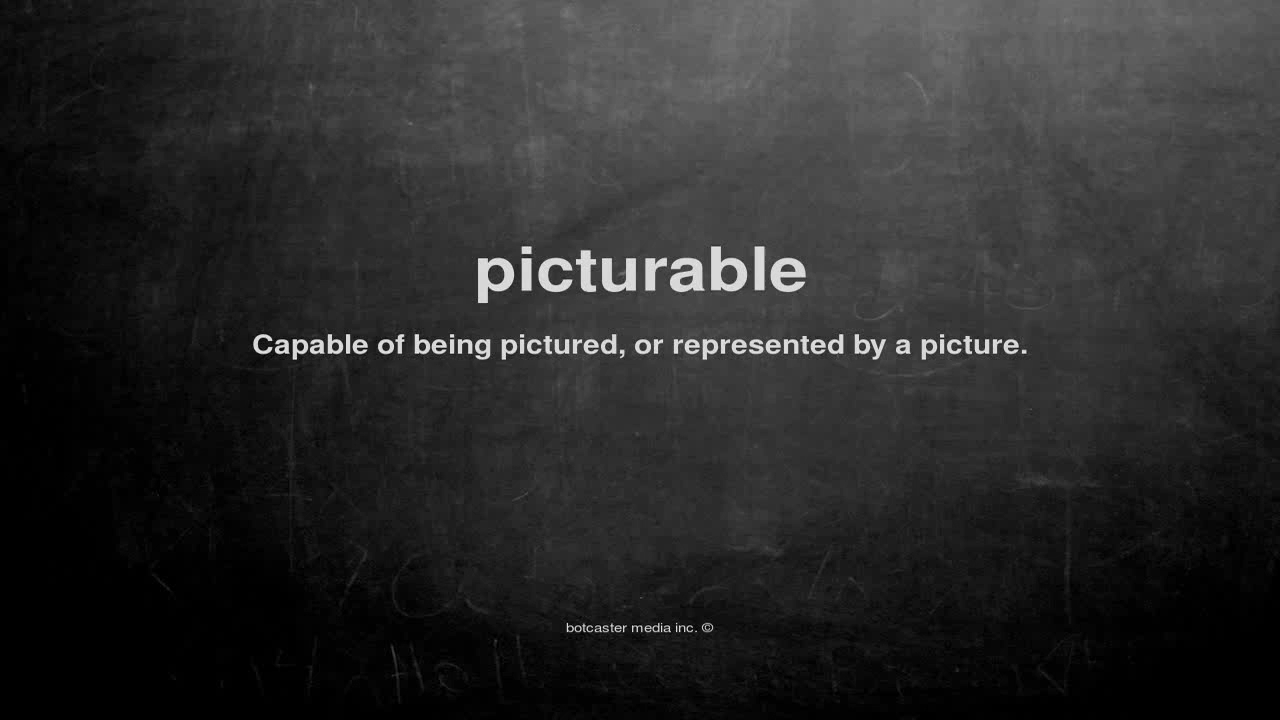 picturable
Capable of being pictured, or represented by a picture.
botcaster media inc. ©